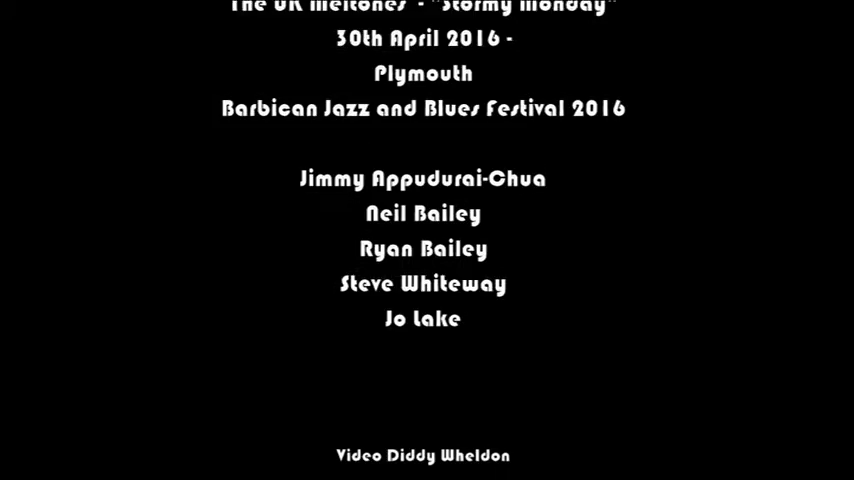 The UK Meltones - "Stormy Monday"
30th April 2016 -
Plymouth
Barbican Jazz and Blues Festival 2016
Jimmy Appudurai-Chua
Neil Bailey
Ryan Bailey
Steve Whiteway
Jo Lake
Video Diddy Wheldon